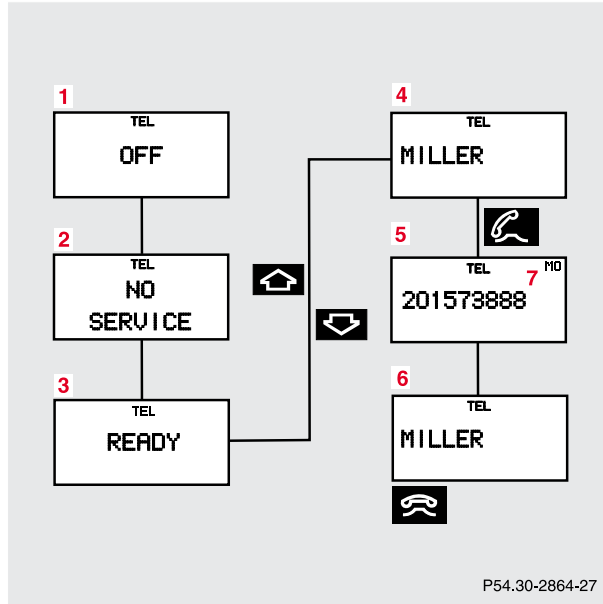 1
TEL
OFF
2
TEL
NO
SERVICE
3
TEL
READY
4
TEL
MILLER
5
TEL
MO
7
201573888
6
TEL
MILLER
P54.30-2864-27